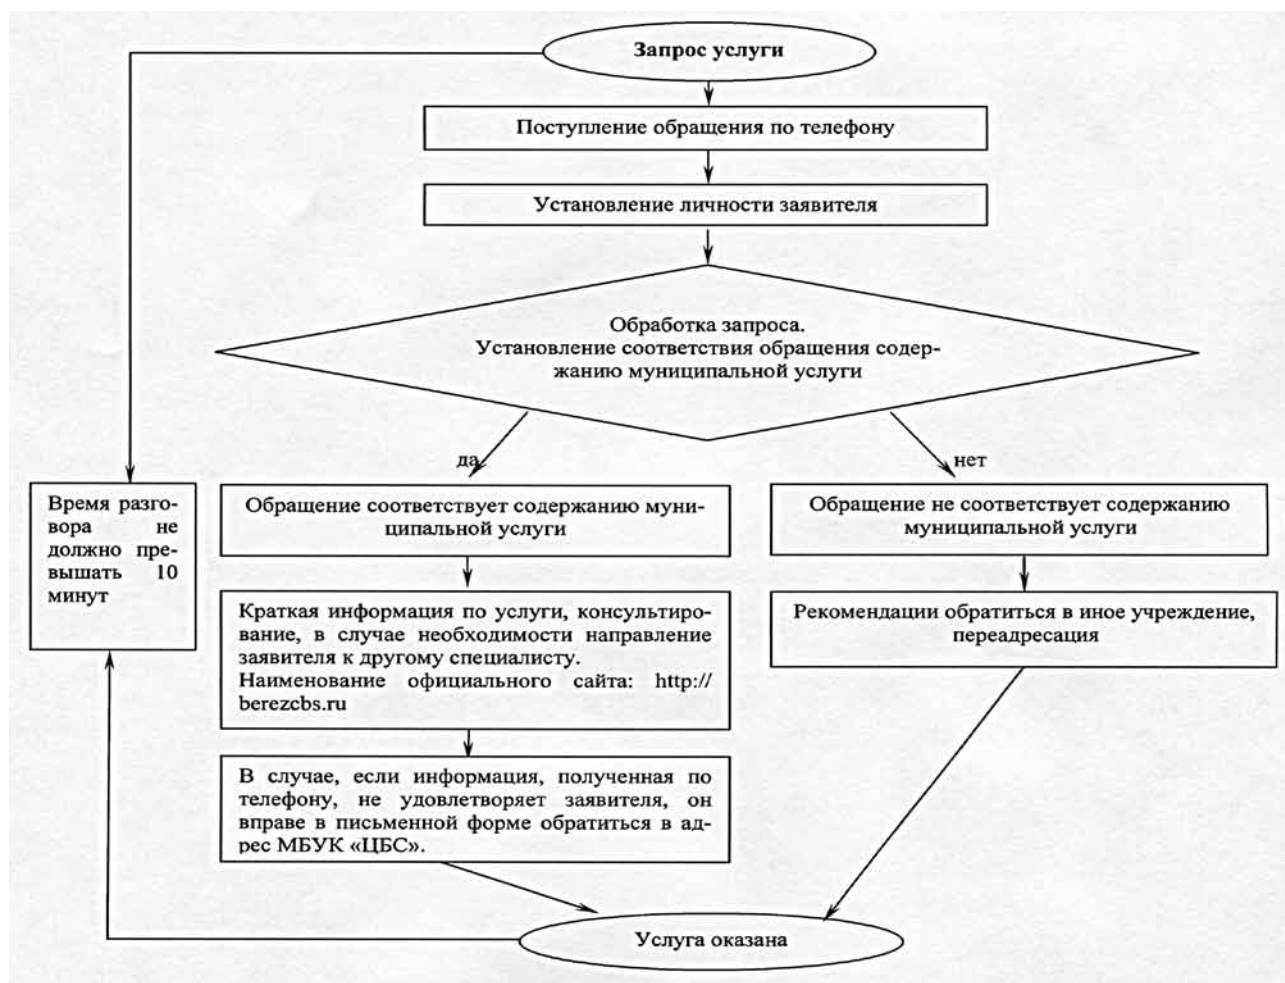 Запрос услуги
Поступление обращения по телефону
Установление личности заявителя
Обработка запроса.
Установление соответствия обращения содер-
жанию муниципальной услуги
да
нет
Время разго-
вора не
должно пре-
вышать 10
минут
Обращение соответствует содержанию муни-
ципальной услуги
Обращение не соответствует содержанию
муниципальной услуги
Краткая информация по услуги, консультиро-
вание, в случае необходимости направление
заявителя к другому специалисту.
Наименование официального сайта: http://
berezcbs.ru
Рекомендации обратиться в иное учреждение,
переадресация
В случае, если информация, полученная по
телефону, не удовлетворяет заявителя, он
вправе в письменной форме обратиться в ад-
рес МБУК «ЦБС».
Услуга оказана